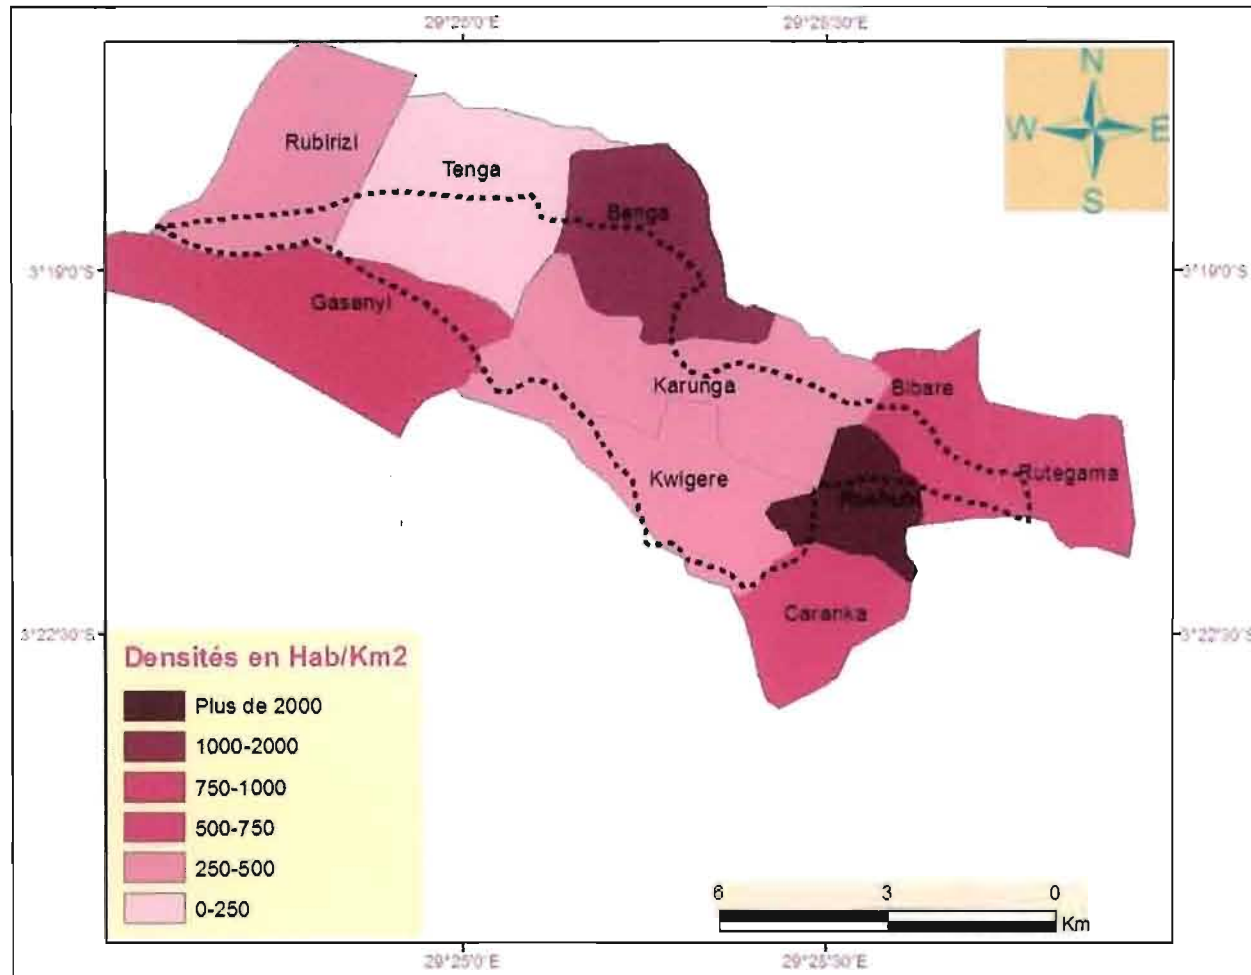 29°25'0"E
29°25'30"E
N
W
E
S
Rubirizi
Tenga
Benga
3°19'0"S
3°19'0"S
Gasenyi
Karunga
Bibare
Kwigere
Rutegama
Caranka
3°22'30"S
3°22'30"S
Densités en Hab/Km2
Plus de 2000
1000-2000
750-1000
500-750
250-500
0-250
6
3
0
Km
29°25'0"E
29°25'30"E